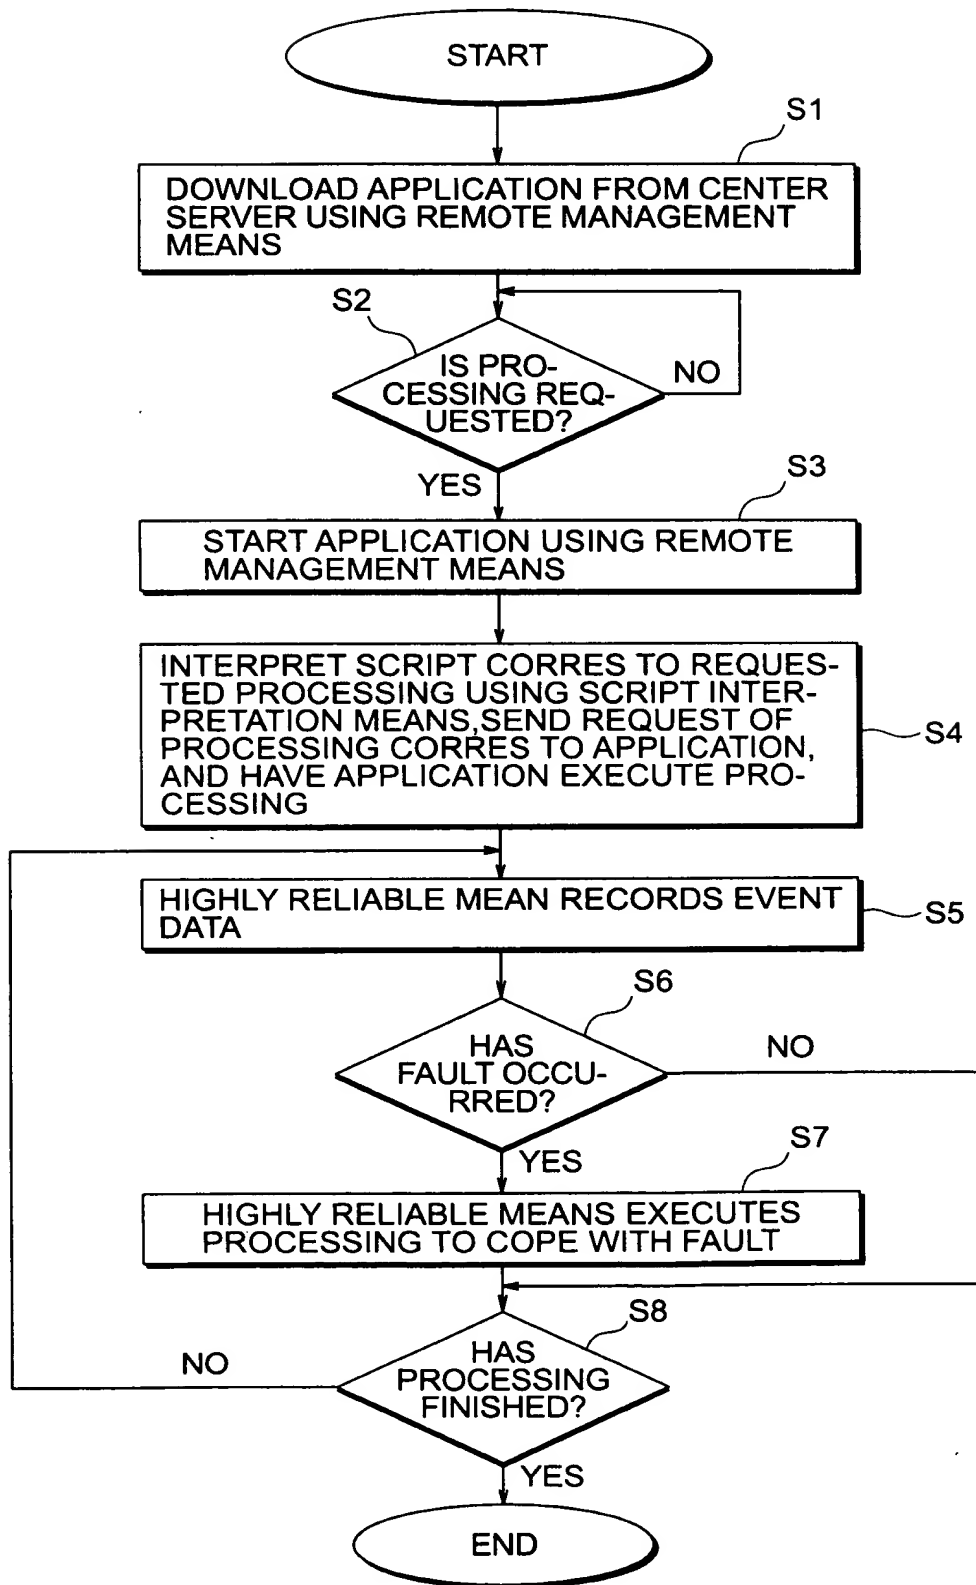 START
S1
DOWNLOAD APPLICATION FROM CENTER
SERVER USING REMOTE MANAGEMENT
MEANS
S2
IS PRO-
CESSING REQ-
UESTED?
NO
YES
S3
START APPLICATION USING REMOTE
MANAGEMENT MEANS
INTERPRET SCRIPT CORRES TO REQUES-
TED PROCESSING USING SCRIPT INTER-
PRETATION MEANS,SEND REQUEST OF
PROCESSING CORRES TO APPLICATION,
AND HAVE APPLICATION EXECUTE PRO-
CESSING
S4
HIGHLY RELIABLE MEAN RECORDS EVENT
DATA
S5
S6
HAS
FAULT OCCU-
RRED?
NO
YES
S7
HIGHLY RELIABLE MEANS EXECUTES
PROCESSING TO COPE WITH FAULT
S8
HAS
PROCESSING
FINISHED?
NO
YES
END